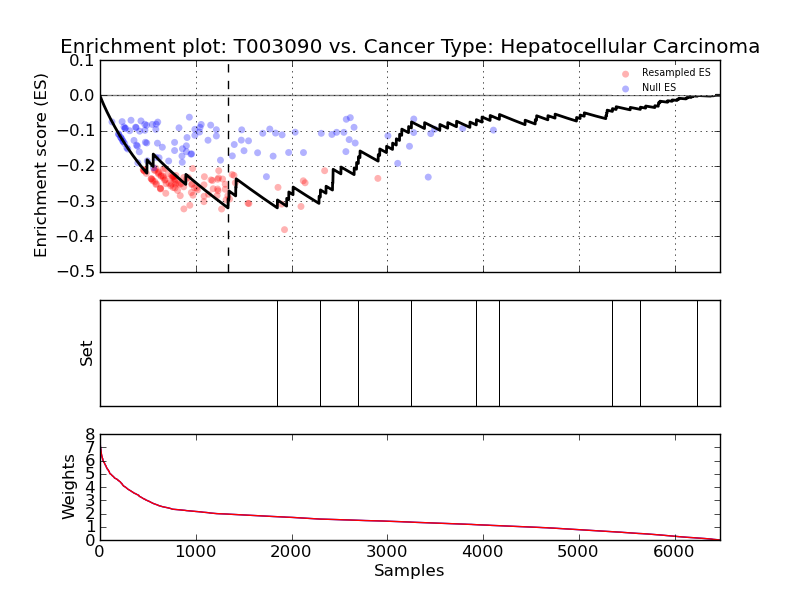 Enrichment plot: T003090 vs. Cancer Type: Hepatocellular Carcinoma
Enrichment score (ES)
0.1
0.0
−0.1
−0.2
−0.3
−0.4
−0.5
Resampled ES
Null ES
Set
Weights
8
7
6
5
4
3
2
1
0
0 1000 2000 3000 4000 5000 6000
Samples